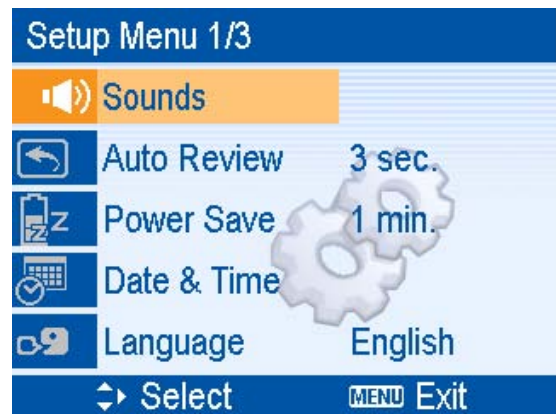 Setup Menu 1/3
Sounds
Auto Review 3 sec.
Power Save 1 min.
Date & Time
Language English
Select MENU Exit